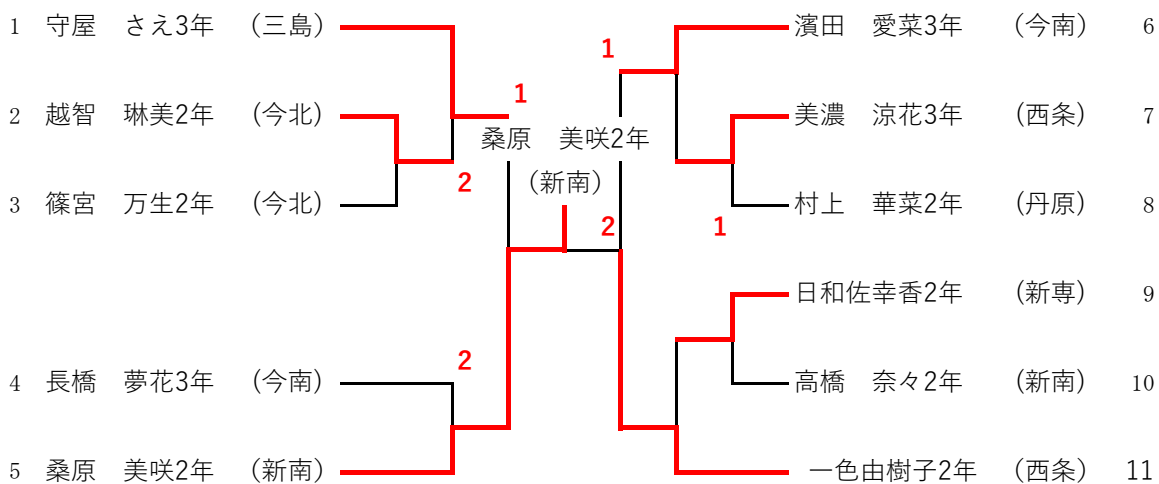 1 守屋 さえ3年 (三島)
濱田 愛菜3年 (今南) 6
1
1
2 越智 琳美2年 (今北)
美濃 涼花3年 (西条) 7
桑原 美咲2年
(新南)
2
3 篠宮 万生2年 (今北)
村上 華菜2年 (丹原) 8
2
1
日和佐幸香2年 (新専) 9
2
4 長橋 夢花3年 (今南)
高橋 奈々2年 (新南) 10
5 桑原 美咲2年 (新南)
一色由樹子2年 (西条) 11